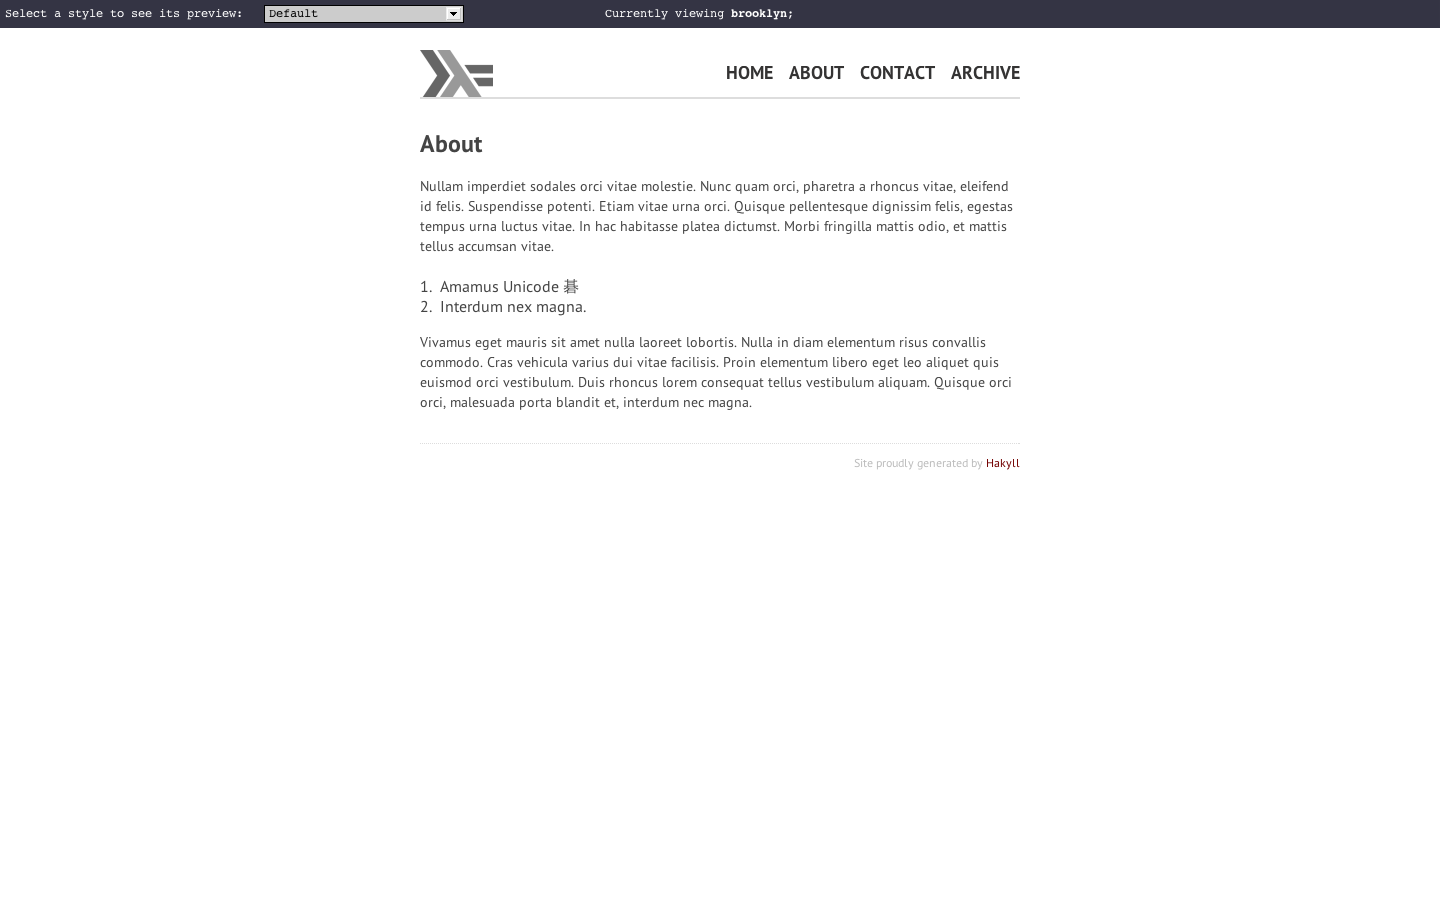 Select a style to see its preview: Default Currently viewing brooklyn;
HOME ABOUT CONTACT ARCHIVE
About
Nullam imperdiet sodales orci vitae molestie. Nunc quam orci, pharetra a rhoncus vitae, eleifend
id felis. Suspendisse potenti. Etiam vitae urna orci. Quisque pellentesque dignissim felis, egestas
tempus urna luctus vitae. In hac habitasse platea dictumst. Morbi fringilla mattis odio, et mattis
tellus accumsan vitae.
1. Amamus Unicode 碁
2. Interdum nex magna.
Vivamus eget mauris sit amet nulla laoreet lobortis. Nulla in diam elementum risus convallis
commodo. Cras vehicula varius dui vitae facilisis. Proin elementum libero eget leo aliquet quis
euismod orci vestibulum. Duis rhoncus lorem consequat tellus vestibulum aliquam. Quisque orci
orci, malesuada porta blandit et, interdum nec magna.
Site proudly generated by Hakyll